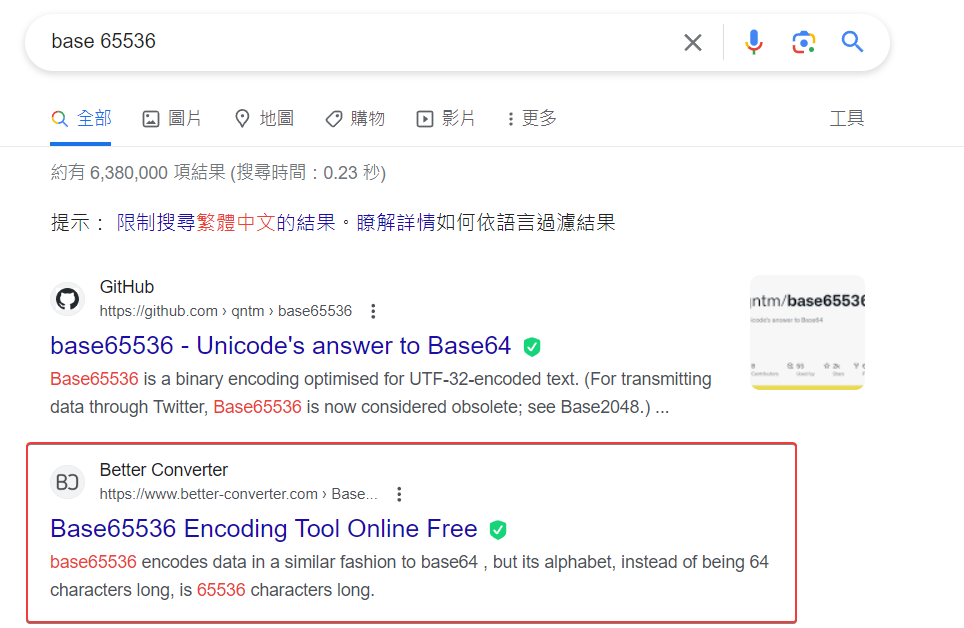 base 65536
全部 圖片 地圖 購物 影片 更多 工具
約有 6,380,000 項結果 (搜尋時間：0.23 秒)
提示： 限制搜尋繁體中文的結果。瞭解詳情如何依語言過濾結果
GitHub
https://github.com › qntm › base65536
base65536 - Unicode's answer to Base64
Base65536 is a binary encoding optimised for UTF-32-encoded text. (For transmitting
data through Twitter, Base65536 is now considered obsolete; see Base2048.) ...
qntm/base65536
Unicode's answer to Base64
Better Converter
https://www.better-converter.com › Base...
Base65536 Encoding Tool Online Free
base65536 encodes data in a similar fashion to base64 , but its alphabet, instead of being 64
characters long, is 65536 characters long.